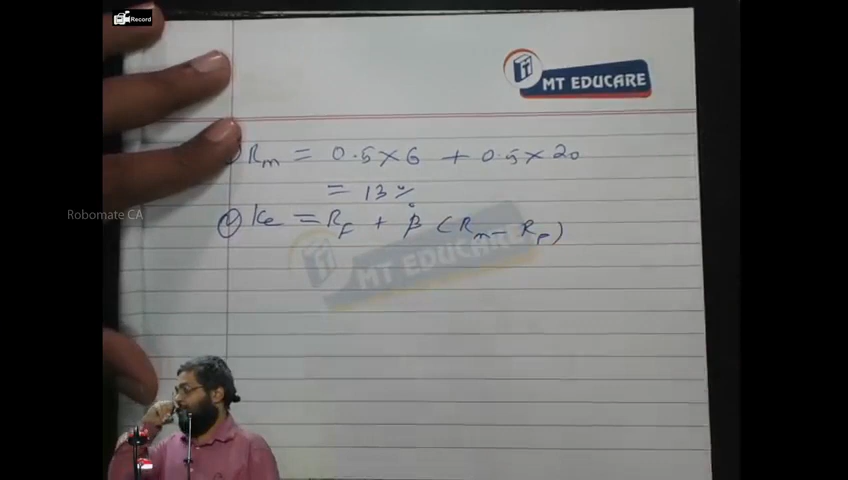 Record
MT EDUCARE
Rm = 0.5 × 6 + 0.5 × 20
= 13%
Robomate CA
Ke = Rf + β (Rm - Rf)
MT EDUCARE